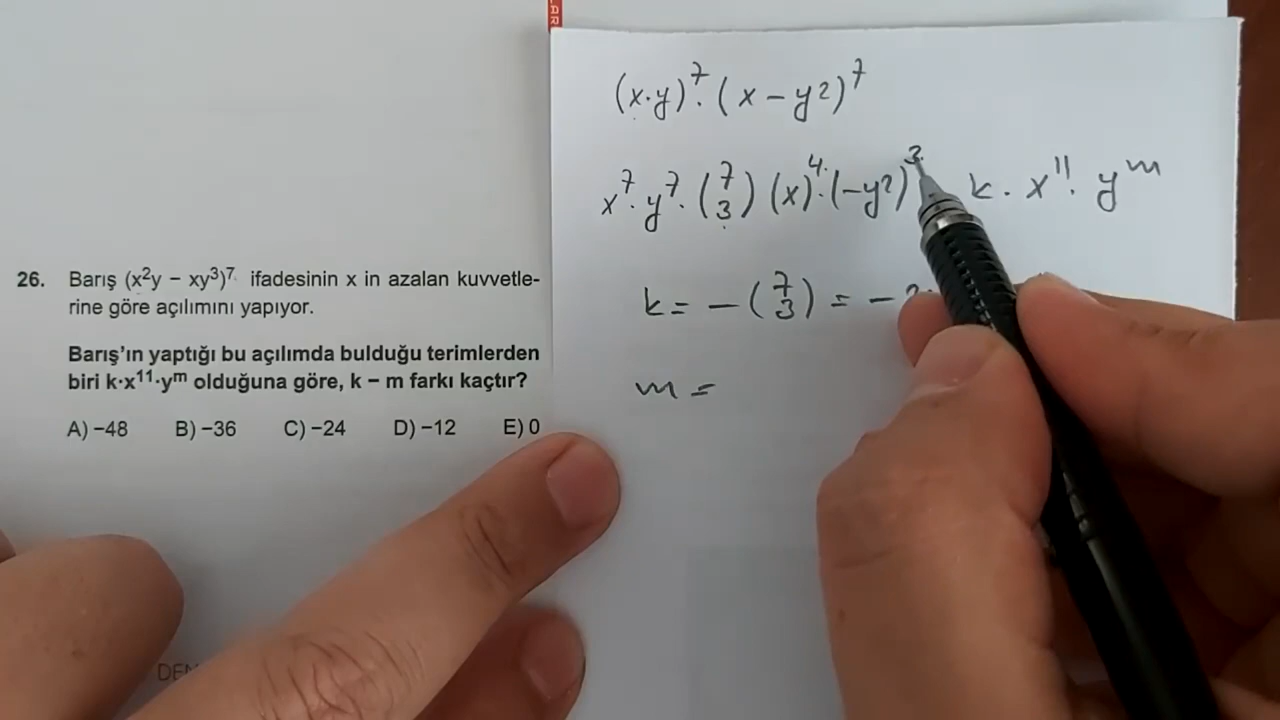 LAR
(x·y)⁷·(x − y²)⁷
x⁷·y⁷·(7 3)(x)⁴·(−y²)³ k·x¹¹·y^m
k = −(7 3) = −
m =
26. Barış (x²y − xy³)⁷ ifadesinin x in azalan kuvvetle-
rine göre açılımını yapıyor.
Barış'ın yaptığı bu açılımda bulduğu terimlerden
biri k·x¹¹·y^m olduğuna göre, k − m farkı kaçtır?
A) −48 B) −36 C) −24 D) −12 E) 0